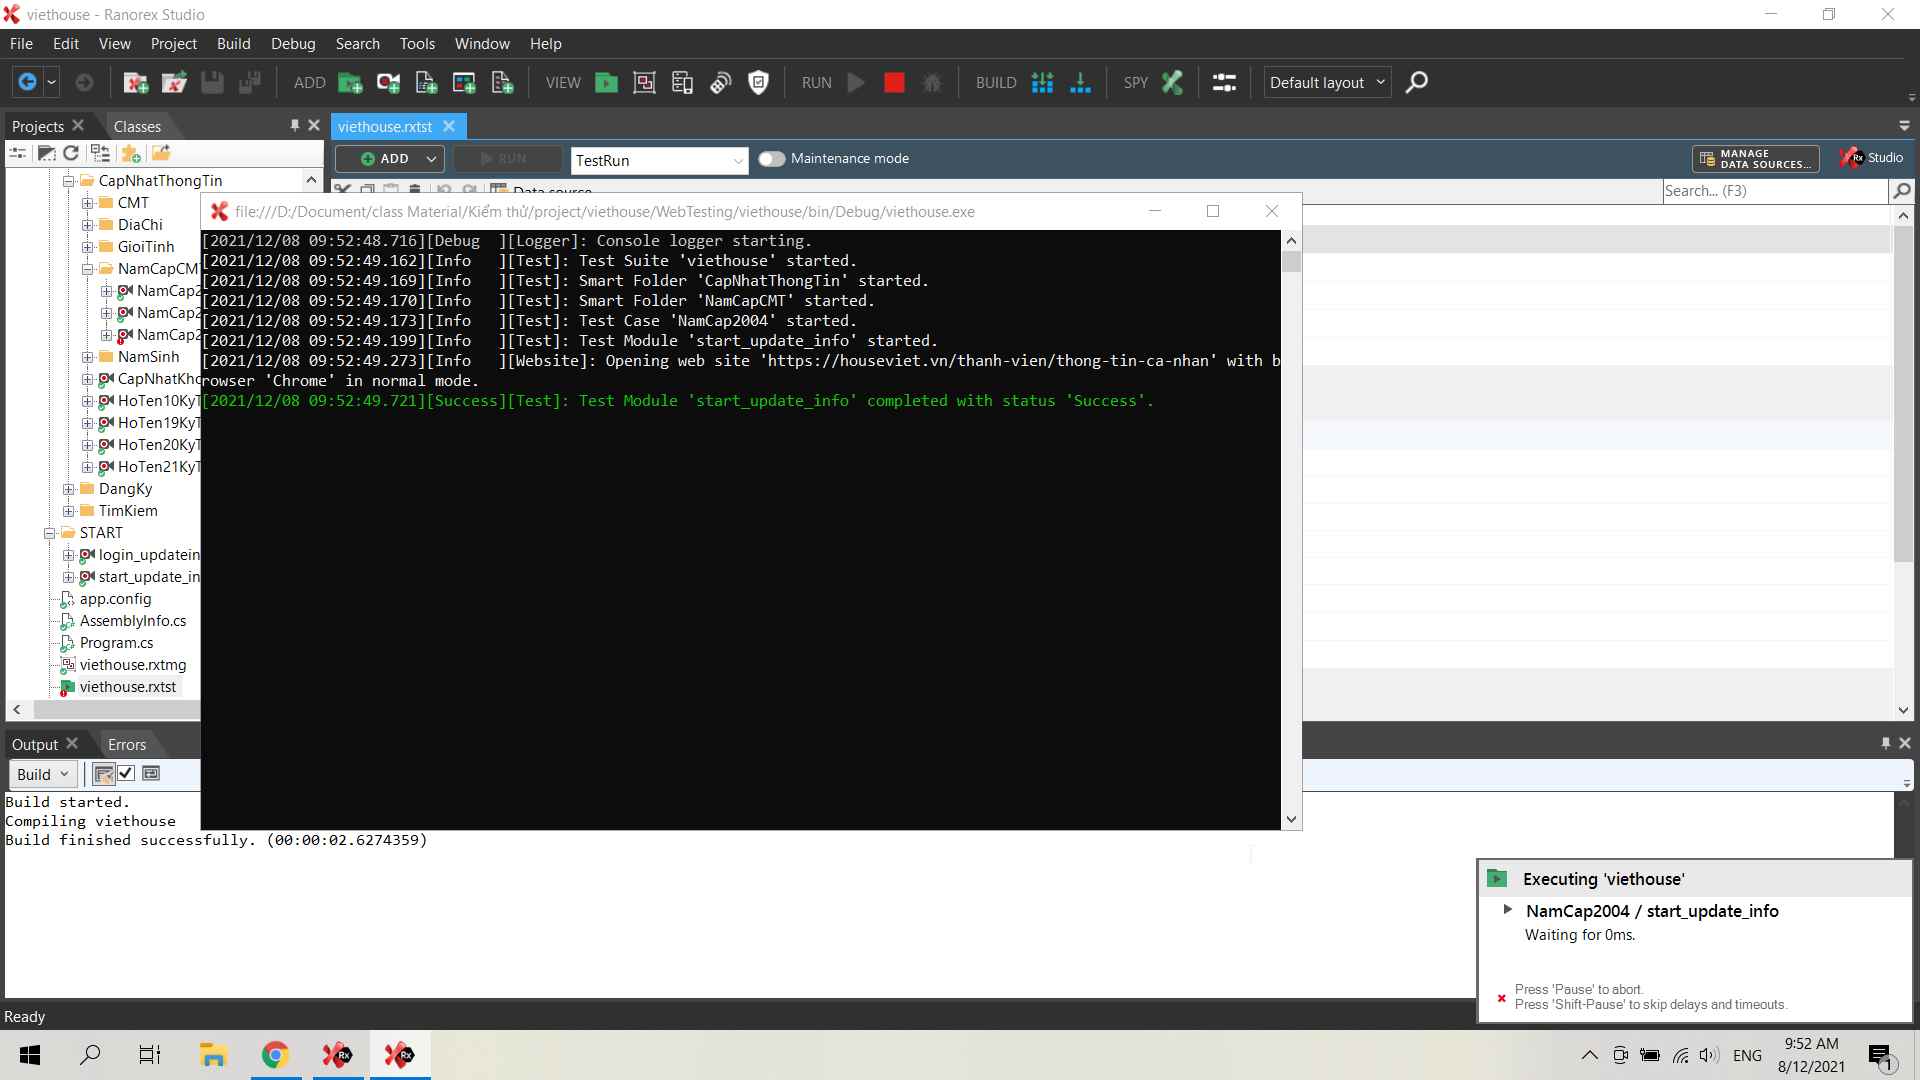 viethouse - Ranorex Studio
File Edit View Project Build Debug Search Tools Window Help
ADD VIEW RUN BUILD SPY Default layout
Projects Classes
viethouse.rxtst
ADD RUN TestRun Maintenance mode MANAGE DATA SOURCES... Rx Studio
Data source
Search... (F3)
CapNhatThongTin
CMT
DiaChi
GioiTinh
NamCapCM
NamCap2
NamCap2
NamCap2
NamSinh
CapNhatKho
HoTen10KyT
HoTen19KyT
HoTen20KyT
HoTen21KyT
DangKy
TimKiem
START
login_updatein
start_update_in
app.config
AssemblyInfo.cs
Program.cs
viethouse.rxtmg
viethouse.rxtst
file:///D:/Document/class Material/Kiểm thử/project/viethouse/WebTesting/viethouse/bin/Debug/viethouse.exe
[2021/12/08 09:52:48.716][Debug  ][Logger]: Console logger starting.
[2021/12/08 09:52:49.162][Info   ][Test]: Test Suite 'viethouse' started.
[2021/12/08 09:52:49.169][Info   ][Test]: Smart Folder 'CapNhatThongTin' started.
[2021/12/08 09:52:49.170][Info   ][Test]: Smart Folder 'NamCapCMT' started.
[2021/12/08 09:52:49.173][Info   ][Test]: Test Case 'NamCap2004' started.
[2021/12/08 09:52:49.199][Info   ][Test]: Test Module 'start_update_info' started.
[2021/12/08 09:52:49.273][Info   ][Website]: Opening web site 'https://houseviet.vn/thanh-vien/thong-tin-ca-nhan' with b
rowser 'Chrome' in normal mode.
[2021/12/08 09:52:49.721][Success][Test]: Test Module 'start_update_info' completed with status 'Success'.
Output Errors
Build
Build started.
Compiling viethouse
Build finished successfully. (00:00:02.6274359)
Executing 'viethouse'
NamCap2004 / start_update_info
Waiting for 0ms.
Press 'Pause' to abort.
Press 'Shift-Pause' to skip delays and timeouts.
Ready
Rx Rx ENG 9:52 AM
8/12/2021
1